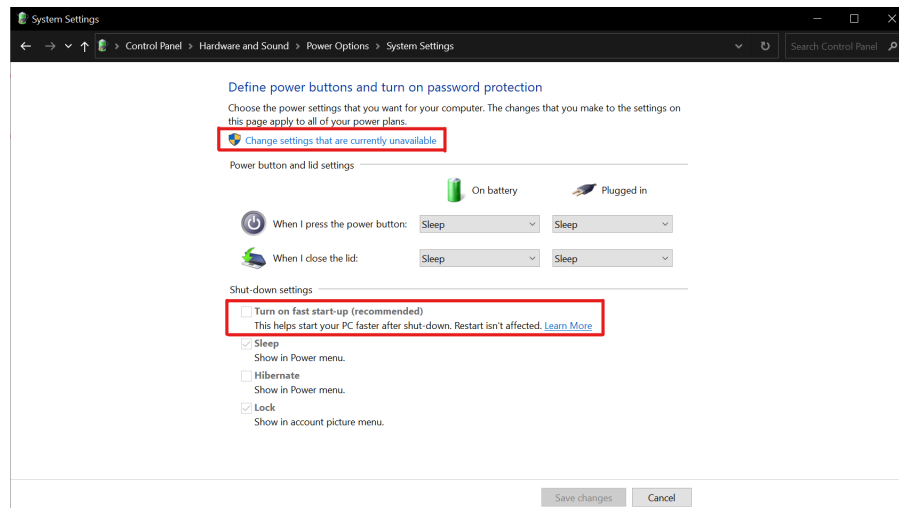 System Settings
Control Panel > Hardware and Sound > Power Options > System Settings
Search Control Panel
Define power buttons and turn on password protection
Choose the power settings that you want for your computer. The changes that you make to the settings on
this page apply to all of your power plans.
Change settings that are currently unavailable
Power button and lid settings
On battery Plugged in
When I press the power button: Sleep Sleep
When I close the lid: Sleep Sleep
Shut-down settings
Turn on fast start-up (recommended)
This helps start your PC faster after shut-down. Restart isn't affected. Learn More
Sleep
Show in Power menu.
Hibernate
Show in Power menu.
Lock
Show in account picture menu.
Save changes Cancel